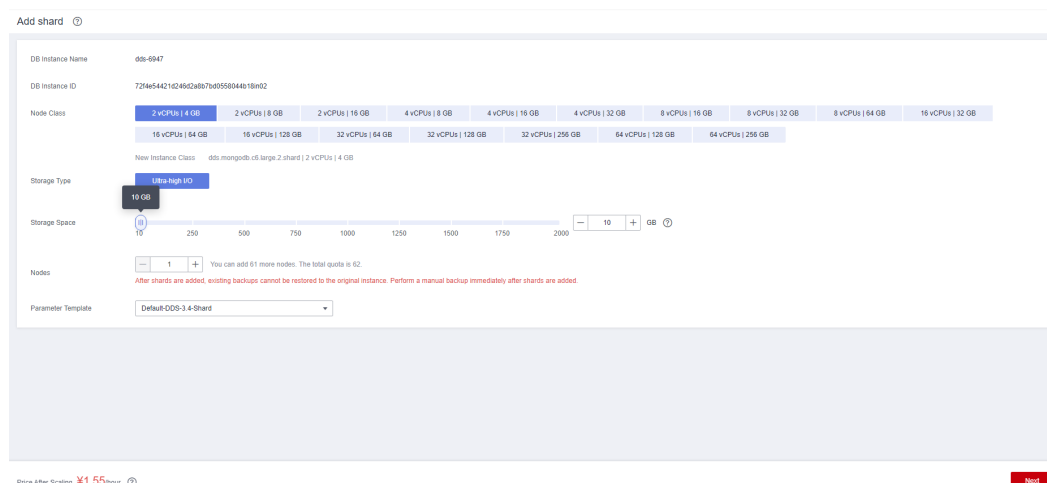 Add shard
DB Instance Name dds-6947
DB Instance ID 72f4e54421d246d2a8b7bd0558044b18in02
Node Class 2 vCPUs | 4 GB 2 vCPUs | 8 GB 2 vCPUs | 16 GB 4 vCPUs | 8 GB 4 vCPUs | 16 GB 4 vCPUs | 32 GB 8 vCPUs | 16 GB 8 vCPUs | 32 GB 8 vCPUs | 64 GB 16 vCPUs | 32 GB
16 vCPUs | 64 GB 16 vCPUs | 128 GB 32 vCPUs | 64 GB 32 vCPUs | 128 GB 32 vCPUs | 256 GB 64 vCPUs | 128 GB 64 vCPUs | 256 GB
New Instance Class dds.mongodb.c6.large.2.shard | 2 vCPUs | 4 GB
Storage Type Ultra-high I/O
10 GB
Storage Space 10 GB
10 250 500 750 1000 1250 1500 1750 2000
Nodes 1 You can add 61 more nodes. The total quota is 62.
After shards are added, existing backups cannot be restored to the original instance. Perform a manual backup immediately after shards are added.
Parameter Template Default-DDS-3.4-Shard
Price After Scaling ¥1.55/hour
Next